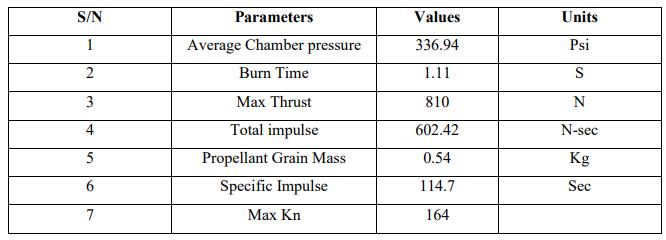 S/N Parameters Values Units
1 Average Chamber pressure 336.94 Psi
2 Burn Time 1.11 S
3 Max Thrust 810 N
4 Total impulse 602.42 N-sec
5 Propellant Grain Mass 0.54 Kg
6 Specific Impulse 114.7 Sec
7 Max Kn 164